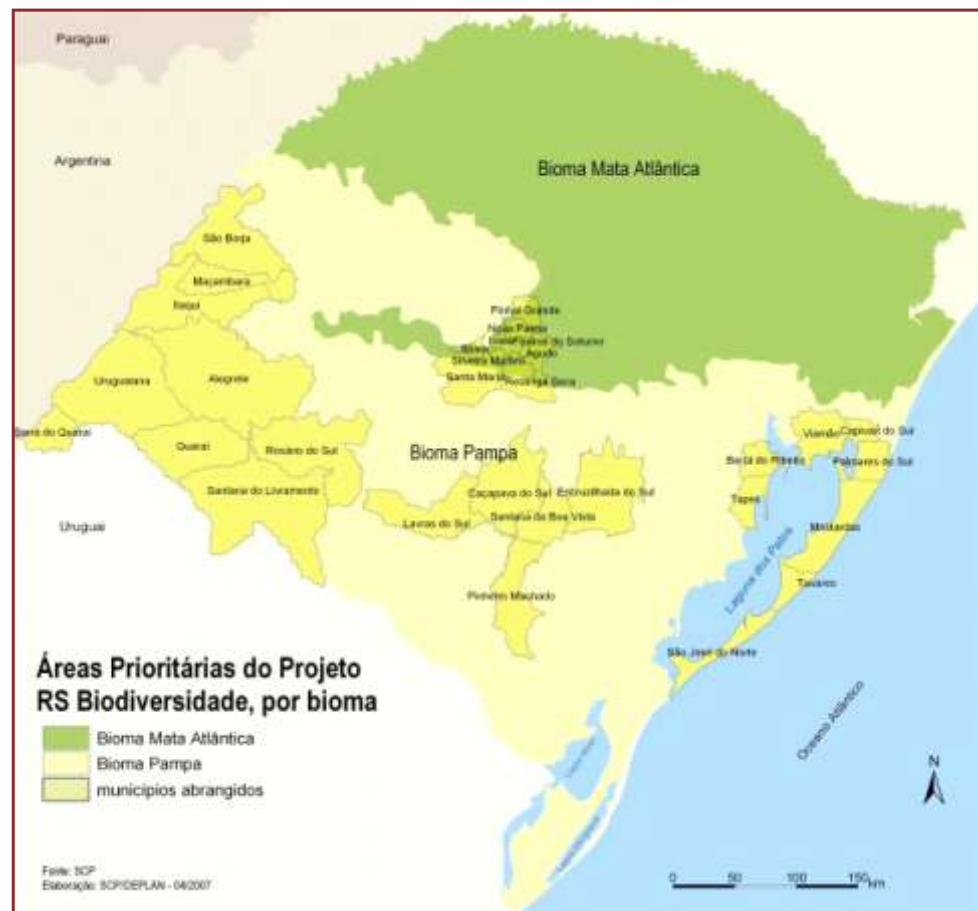 Paraguai
Argentina
Bioma Mata Atlântica
São Borja
Maçambara
Itaqui
Pinhal Grande
Nova Palma
Faxinal do Soturno
Agudo
Silveira Martins
Santa Maria
Restinga Seca
Uruguaiana
Alegrete
Barra do Quaraí
Quaraí
Rosário do Sul
Bioma Pampa
Viamão
Capivari do Sul
Barra do Ribeiro
Palmares do Sul
Santana do Livramento
Caçapava do Sul
Encruzilhada do Sul
Tapes
Santana da Boa Vista
Lavras do Sul
Uruguai
Mostardas
Laguna dos Patos
Tavares
Pinheiro Machado
São José do Norte
Oceano Atlântico
Áreas Prioritárias do Projeto
RS Biodiversidade, por bioma
Bioma Mata Atlântica
Bioma Pampa
municípios abrangidos
Lagoa Mirim
Lagoa Mangueira
N
Fonte: SCP
Elaboração: SCP/DEPLAN - 04/2007
0 50 100 150
km